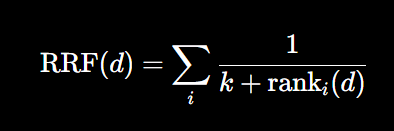 RRF(d) = ∑_i 1 / (k + rank_i(d))